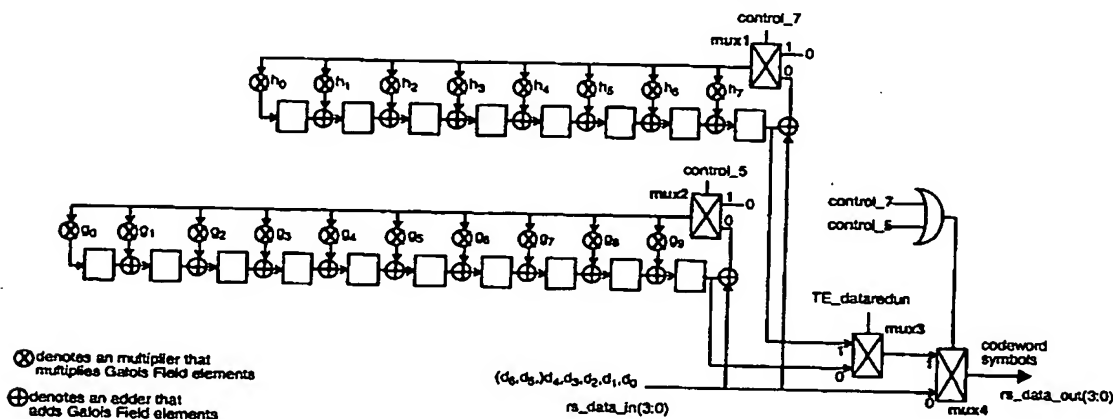 control_7
mux1
1
0
0
h0
h1
h2
h3
h4
h5
h6
h7
control_5
mux2
1
0
0
g0
g1
g2
g3
g4
g5
g6
g7
g8
g9
control_7
control_5
TE_dataredun
mux3
1
0
codeword
symbols
1
0
mux4
rs_data_out(3:0)
{d6,d5,}d4,d3,d2,d1,d0
rs_data_in(3:0)
⊗ denotes an multiplier that
multiplies Galois Field elements
⊕ denotes an adder that
adds Galois Field elements